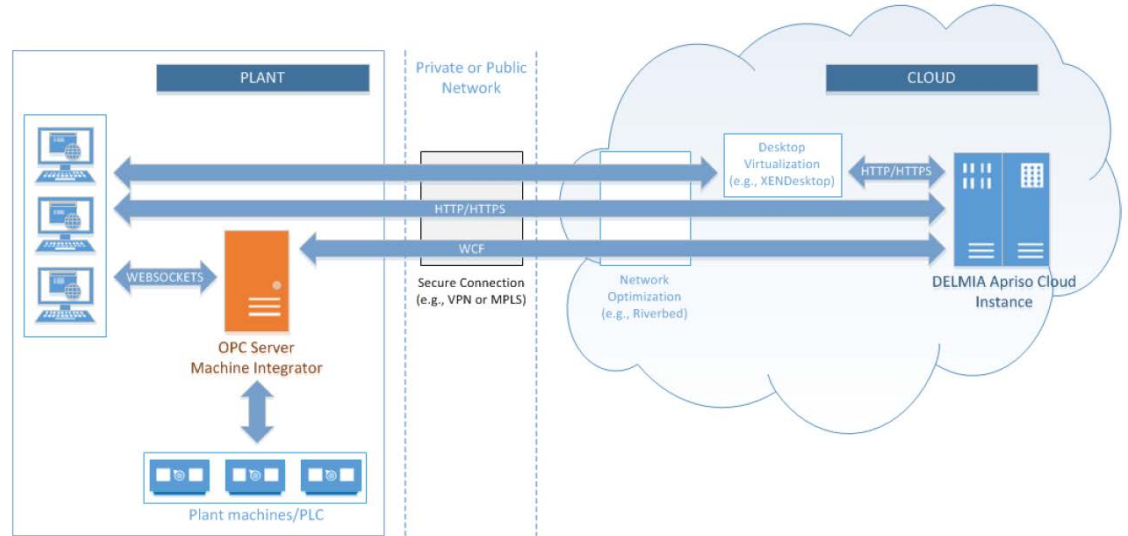 PLANT
Private or Public
Network
CLOUD
Desktop
Virtualization
(e.g., XENDesktop)
HTTP/HTTPS
HTTP/HTTPS
WCF
WEBSOCKETS
Secure Connection
(e.g., VPN or MPLS)
Network
Optimization
(e.g., Riverbed)
DELMIA Apriso Cloud
Instance
OPC Server
Machine Integrator
Plant machines/PLC